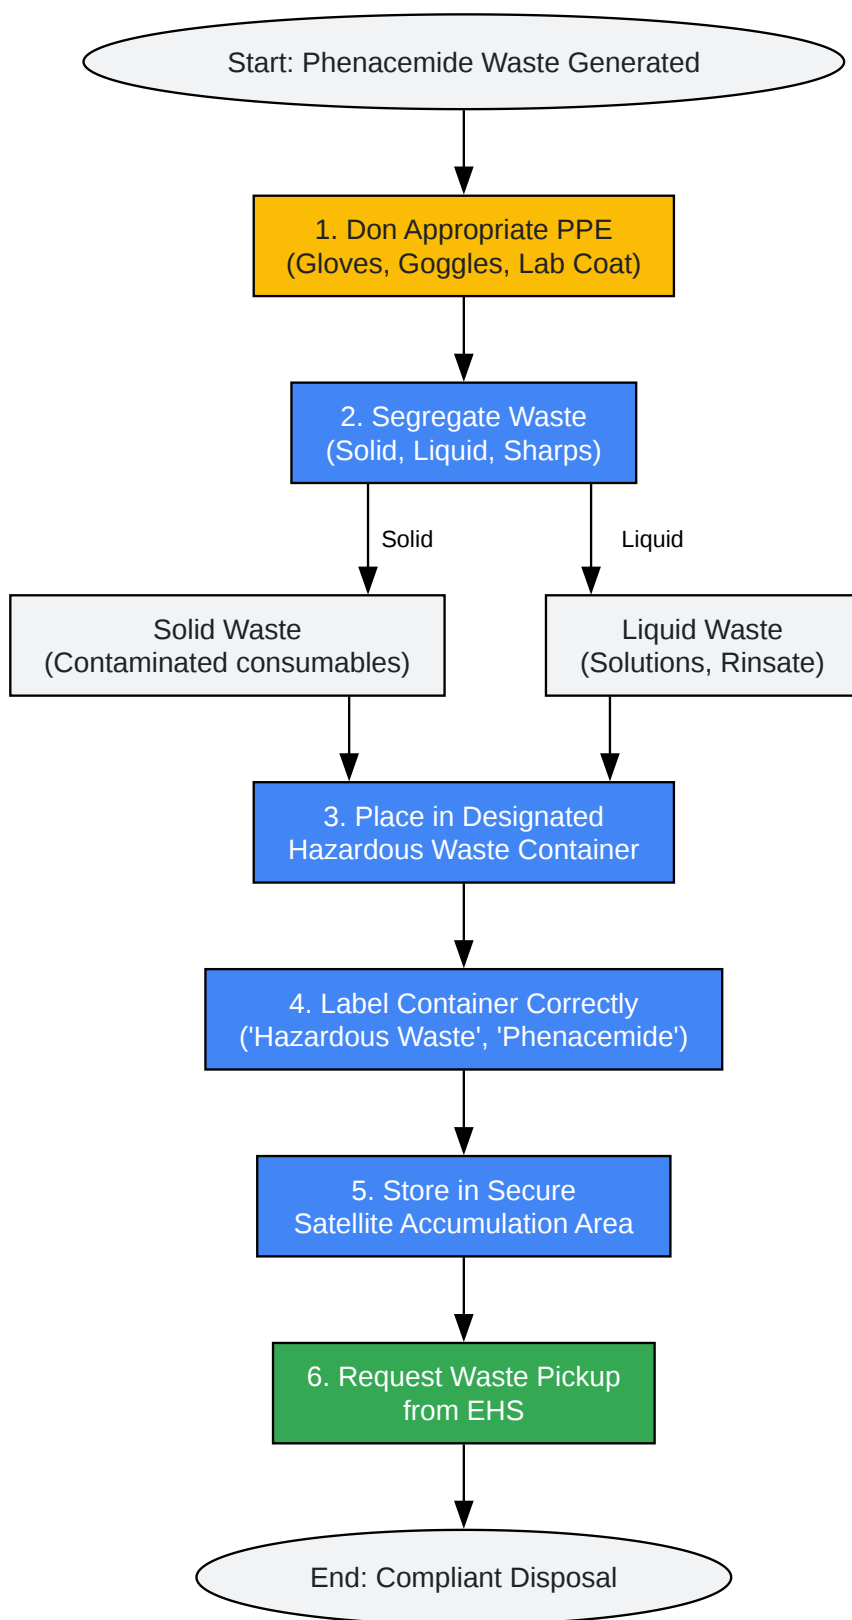 Start: Phenacemide Waste Generated
1. Don Appropriate PPE
(Gloves, Goggles, Lab Coat)
2. Segregate Waste
(Solid, Liquid, Sharps)
Solid
Liquid
Solid Waste
(Contaminated consumables)
Liquid Waste
(Solutions, Rinsate)
3. Place in Designated
Hazardous Waste Container
4. Label Container Correctly
('Hazardous Waste', 'Phenacemide')
5. Store in Secure
Satellite Accumulation Area
6. Request Waste Pickup
from EHS
End: Compliant Disposal